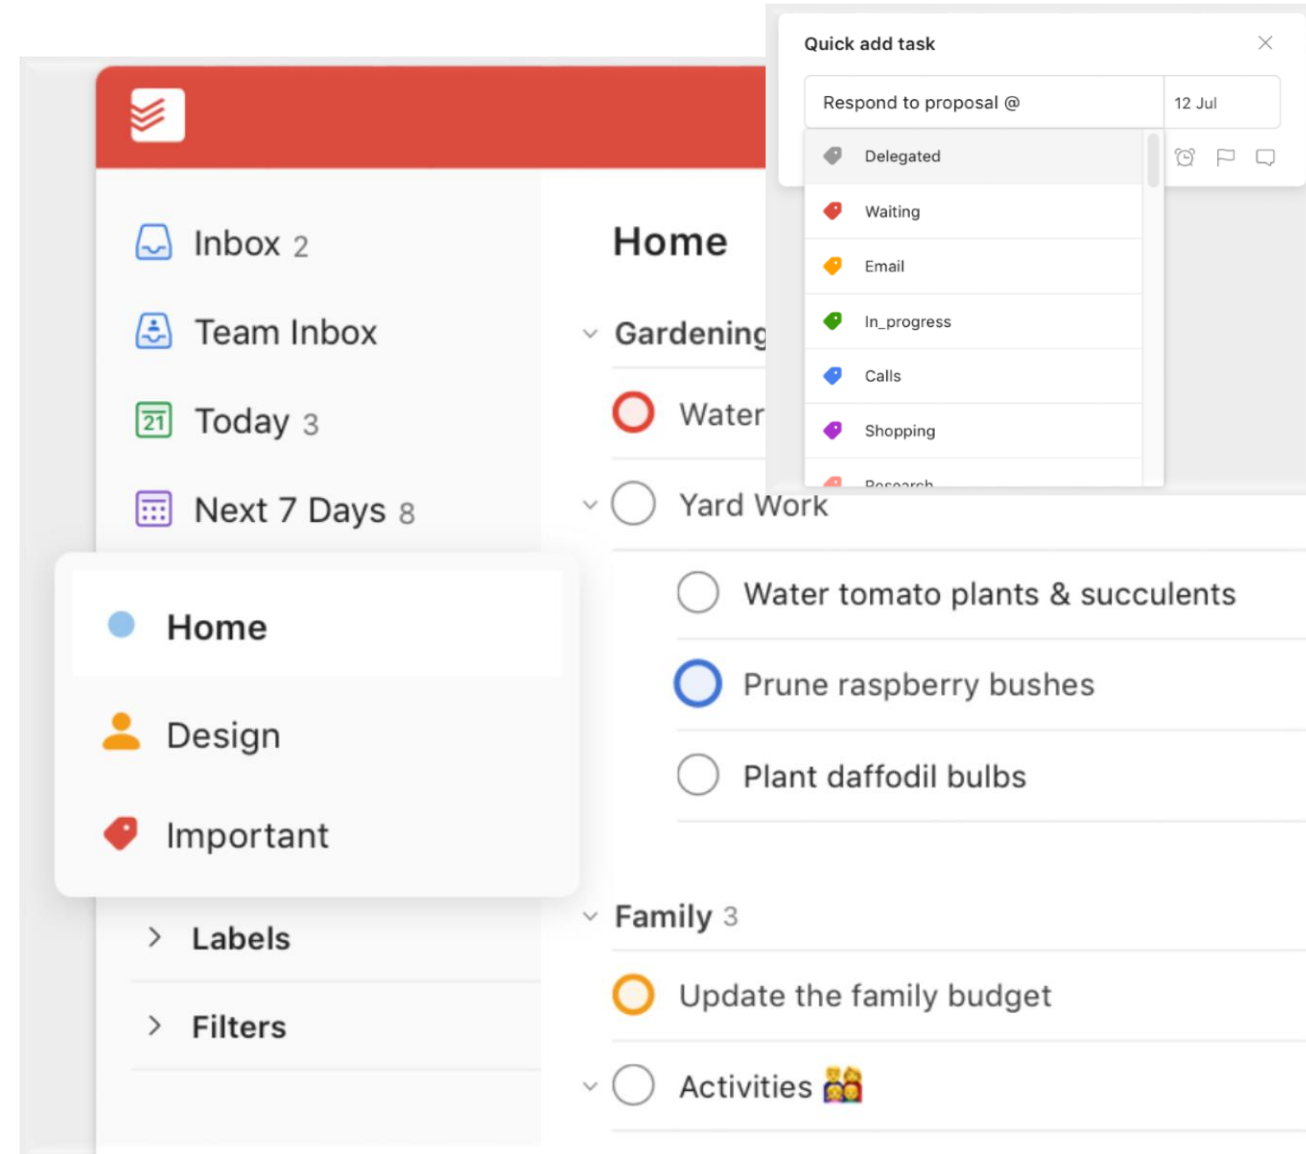 Quick add task
Respond to proposal @
12 Jul
Delegated
Waiting
Email
In_progress
Calls
Shopping
Research
Inbox 2
Team Inbox
21 Today 3
Next 7 Days 8
Home
Design
Important
Labels
Filters
Home
Gardening
Water
Yard Work
Water tomato plants & succulents
Prune raspberry bushes
Plant daffodil bulbs
Family 3
Update the family budget
Activities 👨‍👩‍👧‍👦